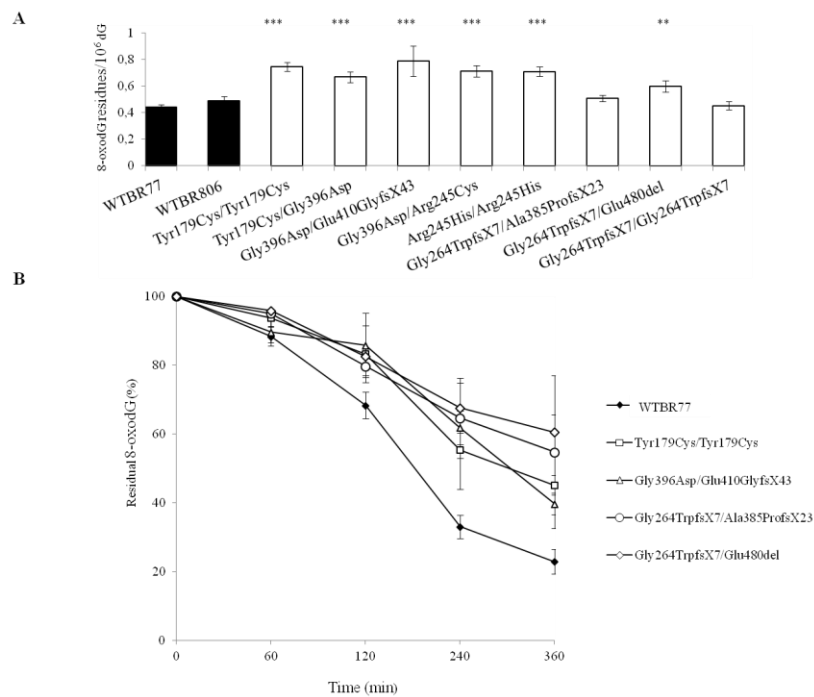 A
*** *** *** *** *** **
8-oxodG residues/10⁶dG
1
0,8
0,6
0,4
0,2
0
WTBR77
WTBR806
Tyr179Cys/Tyr179Cys
Tyr179Cys/Gly396Asp
Gly396Asp/Glu410GlyfsX43
Gly396Asp/Arg245Cys
Arg245His/Arg245His
Gly264TrpfsX7/Ala385ProfsX23
Gly264TrpfsX7/Glu480del
Gly264TrpfsX7/Gly264TrpfsX7
B
Residual 8-oxodG (%)
100
80
60
40
20
0
0 60 120 240 360
Time (min)
WTBR77
Tyr179Cys/Tyr179Cys
Gly396Asp/Glu410GlyfsX43
Gly264TrpfsX7/Ala385ProfsX23
Gly264TrpfsX7/Glu480del